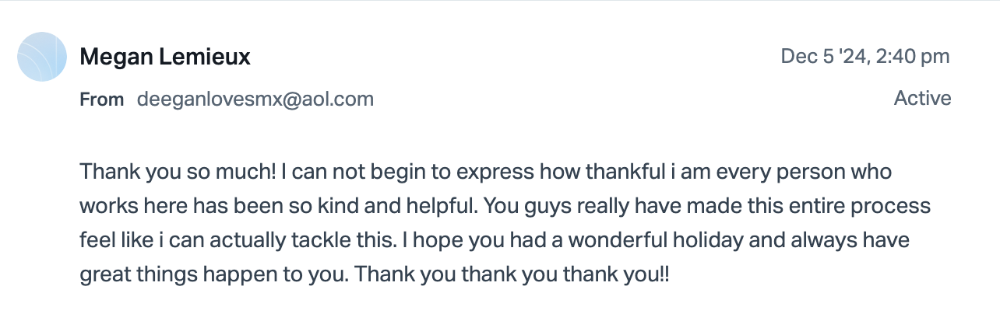 Megan Lemieux
Dec 5 '24, 2:40 pm
From deeganlovesmx@aol.com
Active
Thank you so much! I can not begin to express how thankful i am every person who
works here has been so kind and helpful. You guys really have made this entire process
feel like i can actually tackle this. I hope you had a wonderful holiday and always have
great things happen to you. Thank you thank you thank you!!